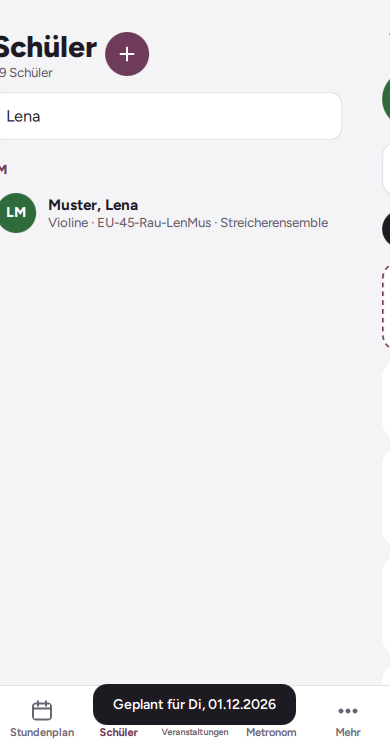 Schüler
9 Schüler
Lena
M
LM
Muster, Lena
Violine · EU-45-Rau-LenMus · Streicherensemble
Geplant für Di, 01.12.2026
Stundenplan
Schüler
Veranstaltungen
Metronom
Mehr